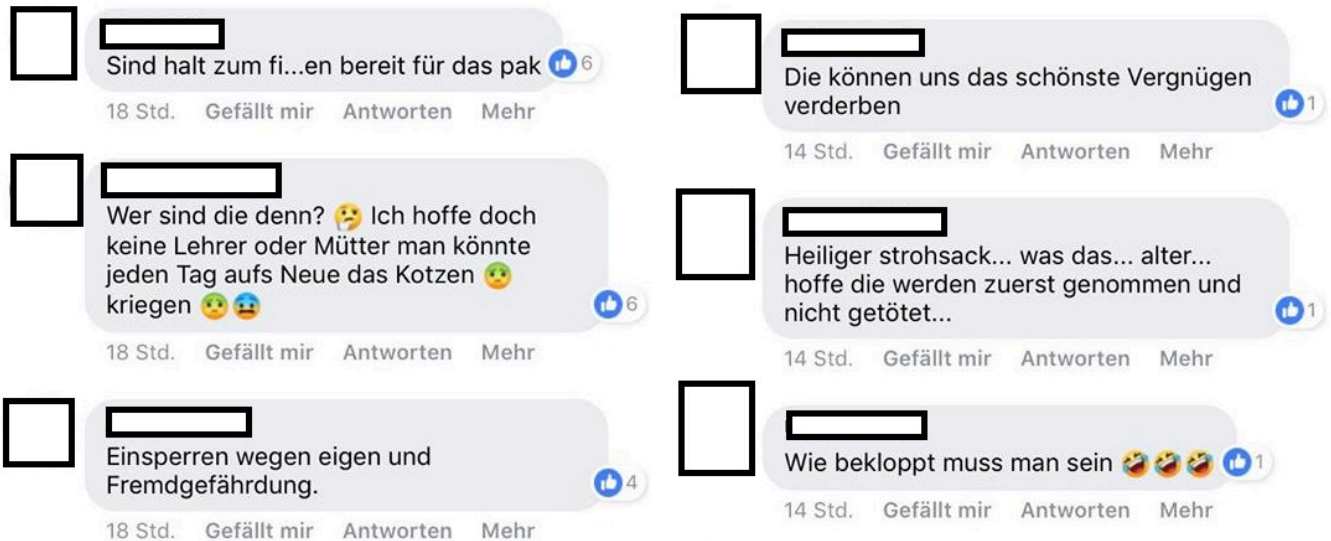 Sind halt zum fi...en bereit für das pak
6
18 Std. Gefällt mir Antworten Mehr
Wer sind die denn? 🤔 Ich hoffe doch
keine Lehrer oder Mütter man könnte
jeden Tag aufs Neue das Kotzen 🤢
kriegen 🤢😨
6
18 Std. Gefällt mir Antworten Mehr
Einsperren wegen eigen und
Fremdgefährdung.
4
18 Std. Gefällt mir Antworten Mehr
Die können uns das schönste Vergnügen
verderben
1
14 Std. Gefällt mir Antworten Mehr
Heiliger strohsack... was das... alter...
hoffe die werden zuerst genommen und
nicht getötet...
1
14 Std. Gefällt mir Antworten Mehr
Wie bekloppt muss man sein 🤣🤣🤣
1
14 Std. Gefällt mir Antworten Mehr